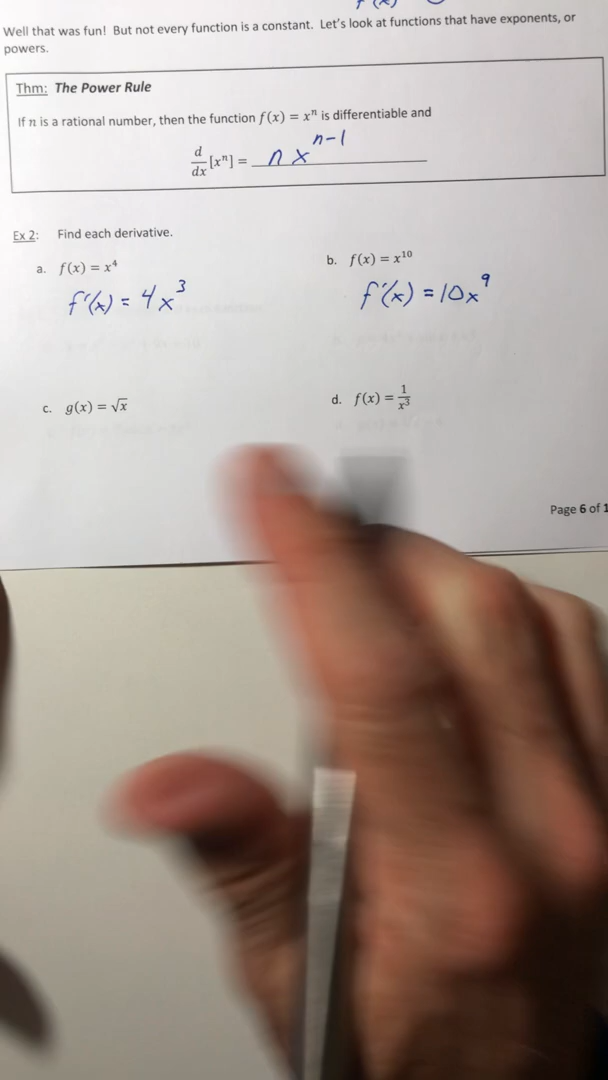 f(x)
Well that was fun! But not every function is a constant. Let's look at functions that have exponents, or
powers.
Thm: The Power Rule
If n is a rational number, then the function f(x) = xⁿ is differentiable and
d/dx [xⁿ] = n x^(n-1)
Ex 2: Find each derivative.
a. f(x) = x⁴
b. f(x) = x¹⁰
f'(x) = 4x³
f'(x) = 10x⁹
c. g(x) = √x
d. f(x) = 1/x³
Page 6 of 1